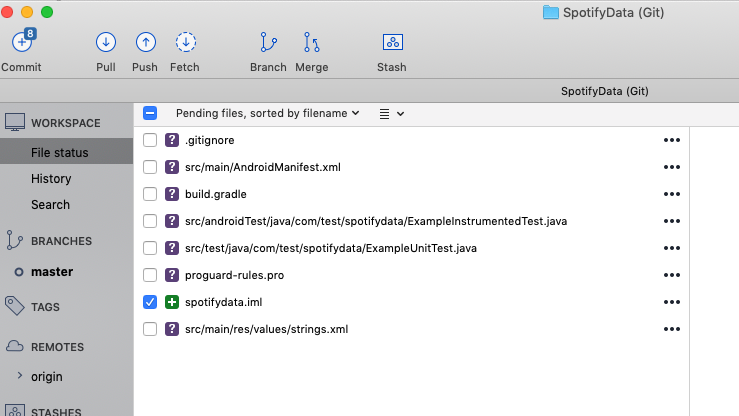 SpotifyData (Git)
8
Commit
Pull
Push
Fetch
Branch
Merge
Stash
SpotifyData (Git)
WORKSPACE
File status
History
Search
BRANCHES
master
TAGS
REMOTES
origin
STASHES
Pending files, sorted by filename
? .gitignore
? src/main/AndroidManifest.xml
? build.gradle
? src/androidTest/java/com/test/spotifydata/ExampleInstrumentedTest.java
? src/test/java/com/test/spotifydata/ExampleUnitTest.java
? proguard-rules.pro
spotifydata.iml
? src/main/res/values/strings.xml